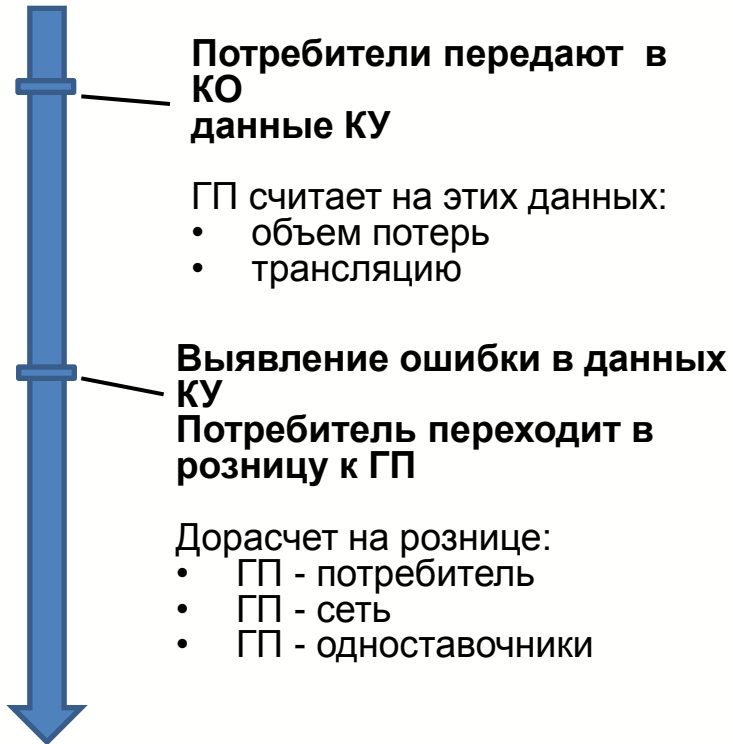 Потребители передают в
КО
данные КУ
ГП считает на этих данных:
• объем потерь
• трансляцию
Выявление ошибки в данных
КУ
Потребитель переходит в
розницу к ГП
Дорасчет на рознице:
• ГП - потребитель
• ГП - сеть
• ГП - одноставочники